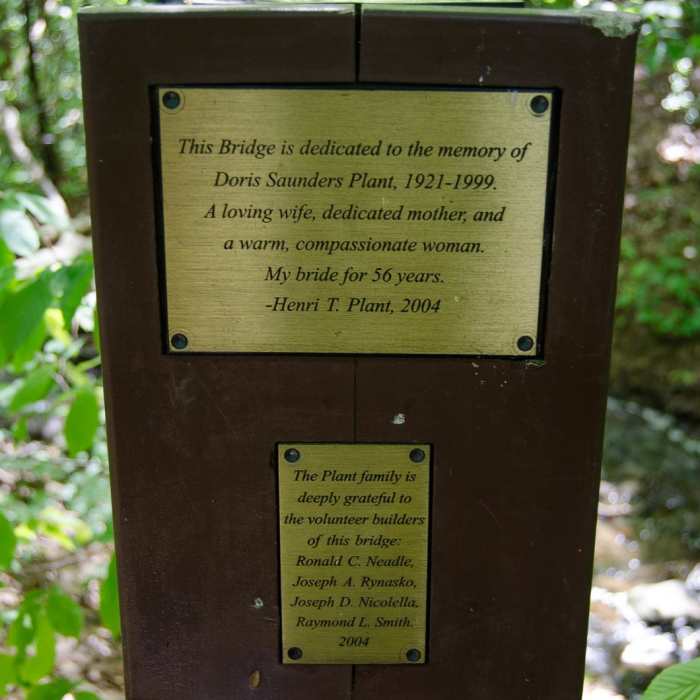 This Bridge is dedicated to the memory of
Doris Saunders Plant, 1921-1999.
A loving wife, dedicated mother, and
a warm, compassionate woman.
My bride for 56 years.
-Henri T. Plant, 2004
The Plant family is
deeply grateful to
the volunteer builders
of this bridge:
Ronald C. Neadle,
Joseph A. Rynasko,
Joseph D. Nicolella,
Raymond L. Smith.
2004